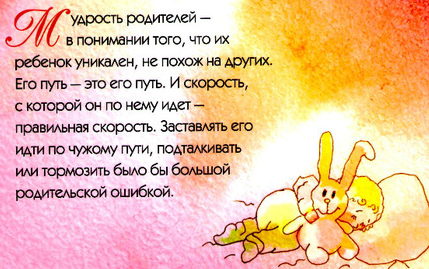 Мудрость родителей —
в понимании того, что их
ребенок уникален, не похож на других.
Его путь — это его путь. И скорость,
с которой он по нему идет —
правильная скорость. Заставлять его
идти по чужому пути, подталкивать
или тормозить было бы большой
родительской ошибкой.